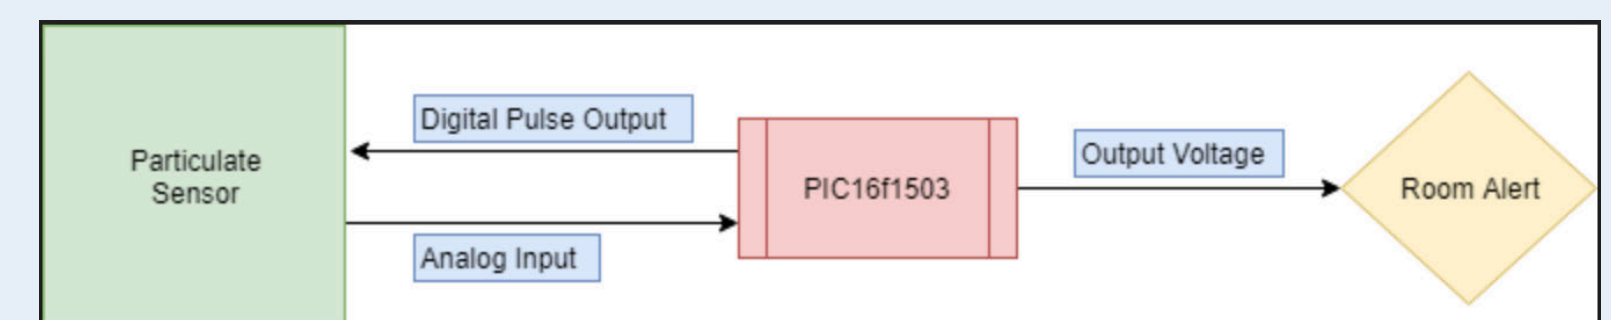 Particulate
Sensor
Digital Pulse Output
Analog Input
PIC16f1503
Output Voltage
Room Alert